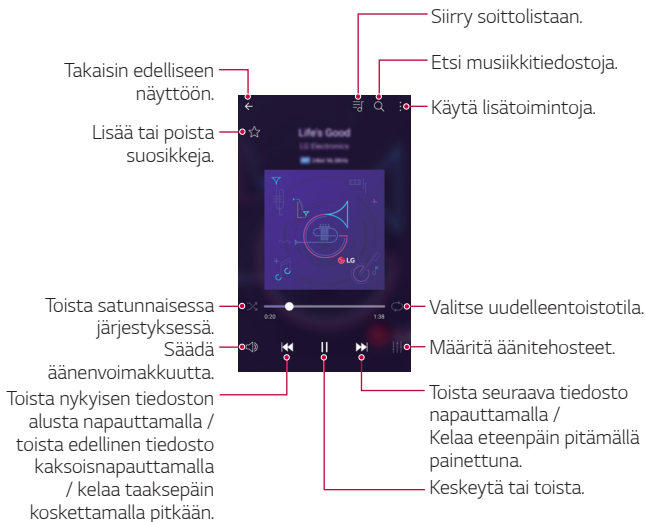 Siirry soittolistaan.
Etsi musiikkitiedostoja.
Takaisin edelliseen
näyttöön.
Käytä lisätoimintoja.
Lisää tai poista
suosikkeja.
Life's Good
LG Electronics
LG
Toista satunnaisessa
järjestyksessä.
0:20
1:38
Valitse uudelleentoistotila.
Säädä
äänenvoimakkuutta.
Määritä äänitehosteet.
Toista nykyisen tiedoston
alusta napauttamalla /
toista edellinen tiedosto
kaksoisnapauttamalla
/ kelaa taaksepäin
koskettamalla pitkään.
Toista seuraava tiedosto
napauttamalla /
Kelaa eteenpäin pitämällä
painettuna.
Keskeytä tai toista.